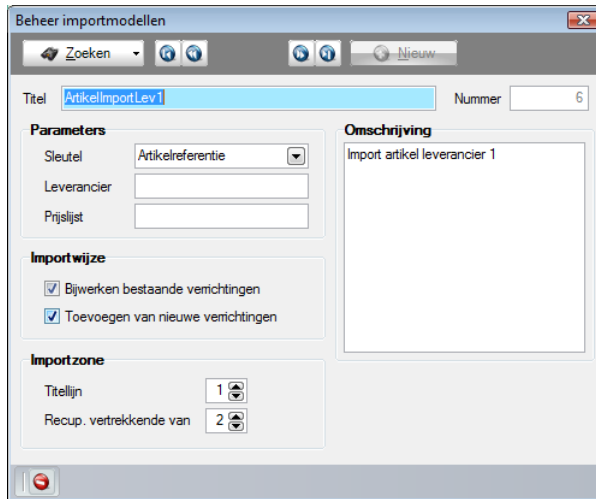 Beheer importmodellen
Zoeken Nieuw
Titel ArtikelImportLev1 Nummer 6
Parameters
Sleutel Artikelreferentie
Leverancier
Prijslijst
Omschrijving
Import artikel leverancier 1
Importwijze
Bijwerken bestaande verrichtingen
Toevoegen van nieuwe verrichtingen
Importzone
Titellijn 1
Recup. vertrekkende van 2